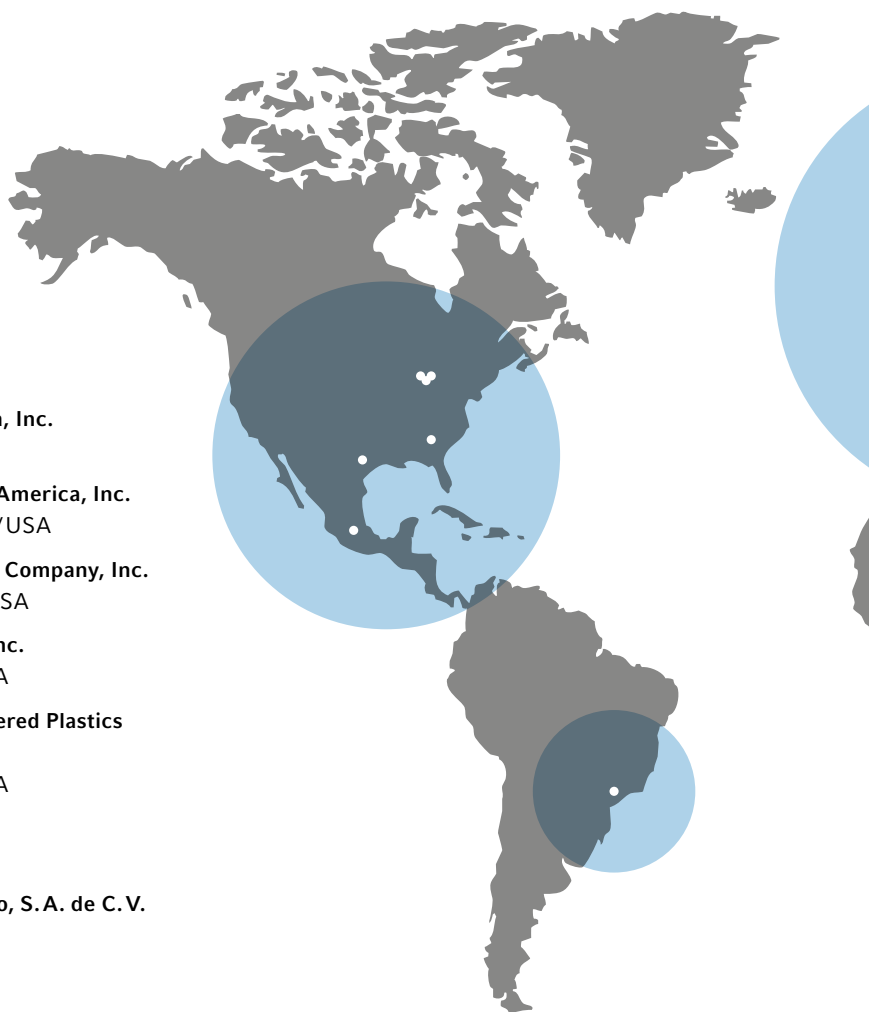 , Inc.
America, Inc.
/USA
Company, Inc.
SA
nc.
A
ered Plastics
A
o, S.A. de C.V.